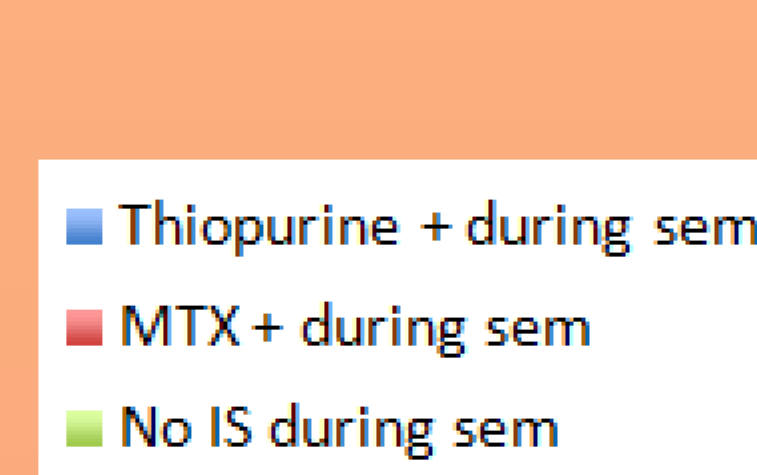 Thiopurine + during sem
MTX + during sem
No IS during sem